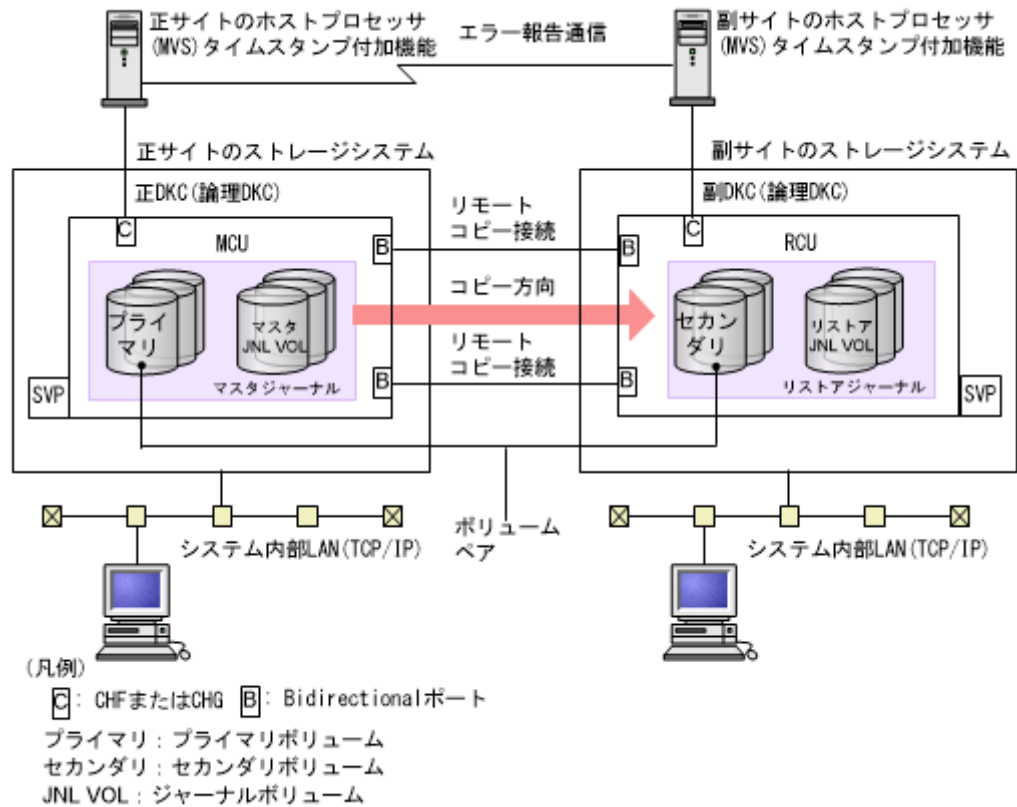 正サイトのホストプロセッサ
(MVS)タイムスタンプ付加機能
エラー報告通信
副サイトのホストプロセッサ
(MVS)タイムスタンプ付加機能
正サイトのストレージシステム
副サイトのストレージシステム
正DKC(論理DKC)
副DKC(論理DKC)
リモート
コピー接続
C
MCU
B
B
C
RCU
コピー方向
プライ
マリ
マスタ
JNL VOL
マスタジャーナル
セカン
ダリ
リストア
JNL VOL
リストアジャーナル
リモート
コピー接続
B
B
SVP
SVP
ボリューム
ペア
システム内部LAN(TCP/IP)
システム内部LAN(TCP/IP)
(凡例)
C: CHFまたはCHG B: Bidirectionalポート
プライマリ:プライマリボリューム
セカンダリ:セカンダリボリューム
JNL VOL:ジャーナルボリューム